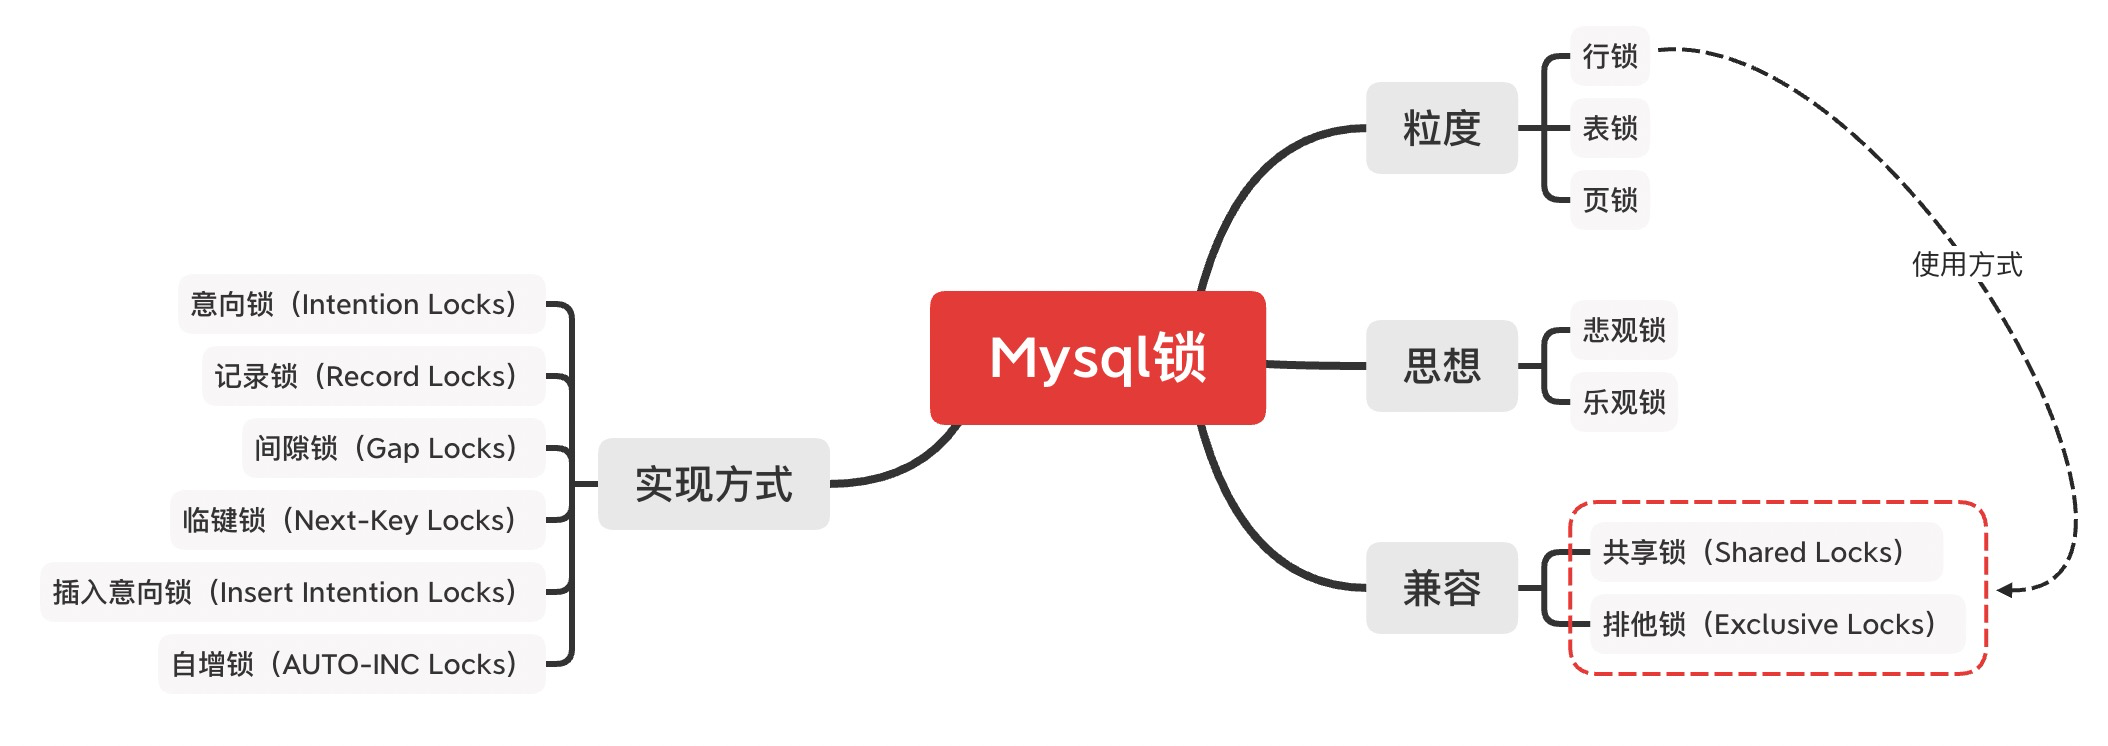 Mysql锁
粒度
行锁
表锁
页锁
使用方式
思想
悲观锁
乐观锁
兼容
共享锁（Shared Locks）
排他锁（Exclusive Locks）
实现方式
意向锁（Intention Locks）
记录锁（Record Locks）
间隙锁（Gap Locks）
临键锁（Next-Key Locks）
插入意向锁（Insert Intention Locks）
自增锁（AUTO-INC Locks）